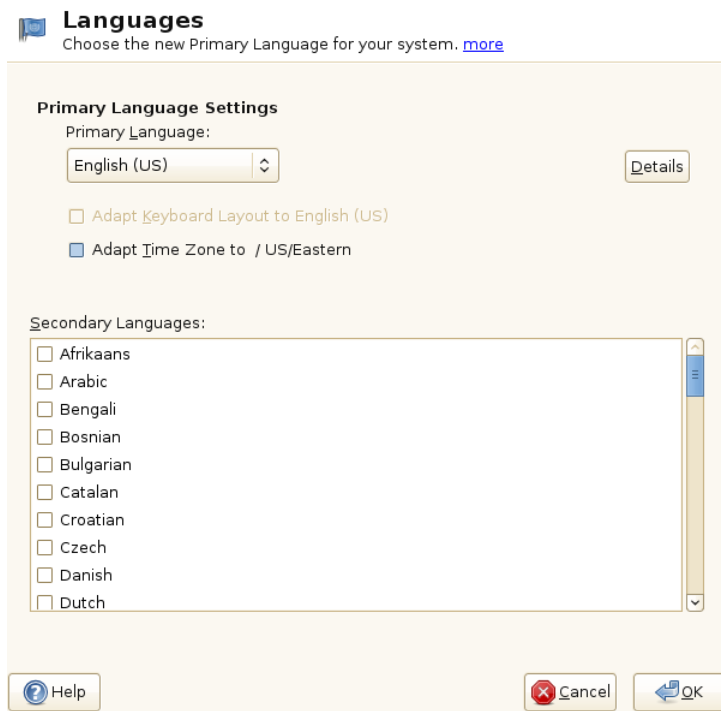 Languages
Choose the new Primary Language for your system. more
Primary Language Settings
Primary Language:
English (US)
Details
Adapt Keyboard Layout to English (US)
Adapt Time Zone to / US/Eastern
Secondary Languages:
Afrikaans
Arabic
Bengali
Bosnian
Bulgarian
Catalan
Croatian
Czech
Danish
Dutch
Help
Cancel
OK